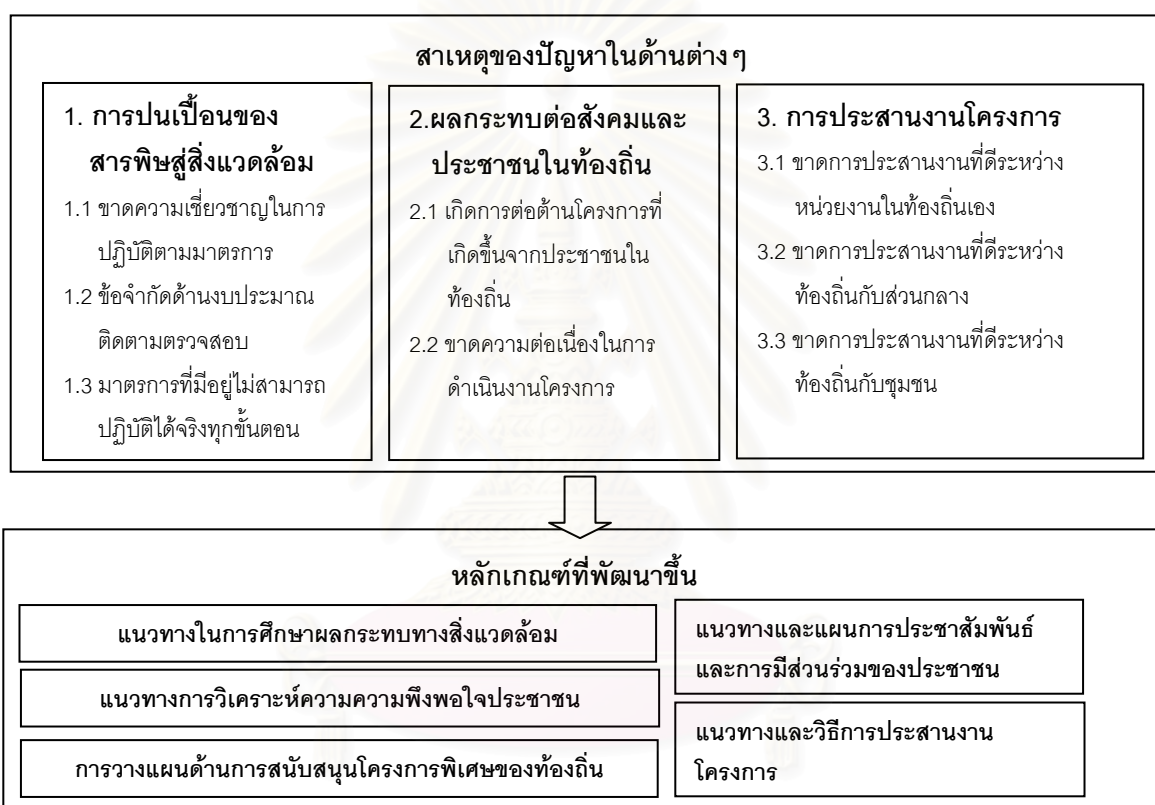 สาเหตุของปัญหาในด้านต่างๆ
1. การปนเปื้อนของ
สารพิษสู่สิ่งแวดล้อม
1.1 ขาดความเชี่ยวชาญในการ
ปฏิบัติตามมาตรการ
1.2 ข้อจำกัดด้านงบประมาณ
ติดตามตรวจสอบ
1.3 มาตรการที่มีอยู่ไม่สามารถ
ปฏิบัติได้จริงทุกขั้นตอน
2.ผลกระทบต่อสังคมและ
ประชาชนในท้องถิ่น
2.1 เกิดการต่อต้านโครงการที่
เกิดขึ้นจากประชาชนใน
ท้องถิ่น
2.2 ขาดความต่อเนื่องในการ
ดำเนินงานโครงการ
3. การประสานงานโครงการ
3.1 ขาดการประสานงานที่ดีระหว่าง
หน่วยงานในท้องถิ่นเอง
3.2 ขาดการประสานงานที่ดีระหว่าง
ท้องถิ่นกับส่วนกลาง
3.3 ขาดการประสานงานที่ดีระหว่าง
ท้องถิ่นกับชุมชน
หลักเกณฑ์ที่พัฒนาขึ้น
แนวทางในการศึกษาผลกระทบทางสิ่งแวดล้อม
แนวทางการวิเคราะห์ความความพึงพอใจประชาชน
การวางแผนด้านการสนับสนุนโครงการพิเศษของท้องถิ่น
แนวทางและแผนการประชาสัมพันธ์
และการมีส่วนร่วมของประชาชน
แนวทางและวิธีการประสานงาน
โครงการ